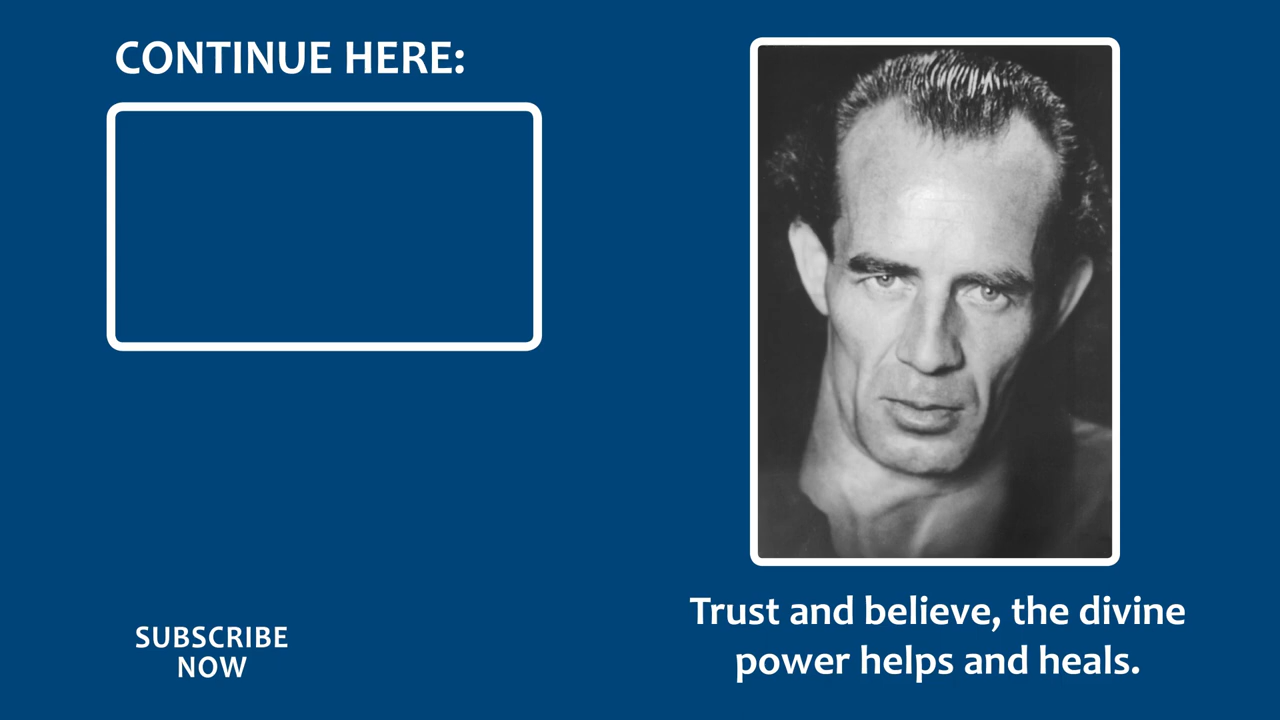 CONTINUE HERE:
SUBSCRIBE
NOW
Trust and believe, the divine
power helps and heals.